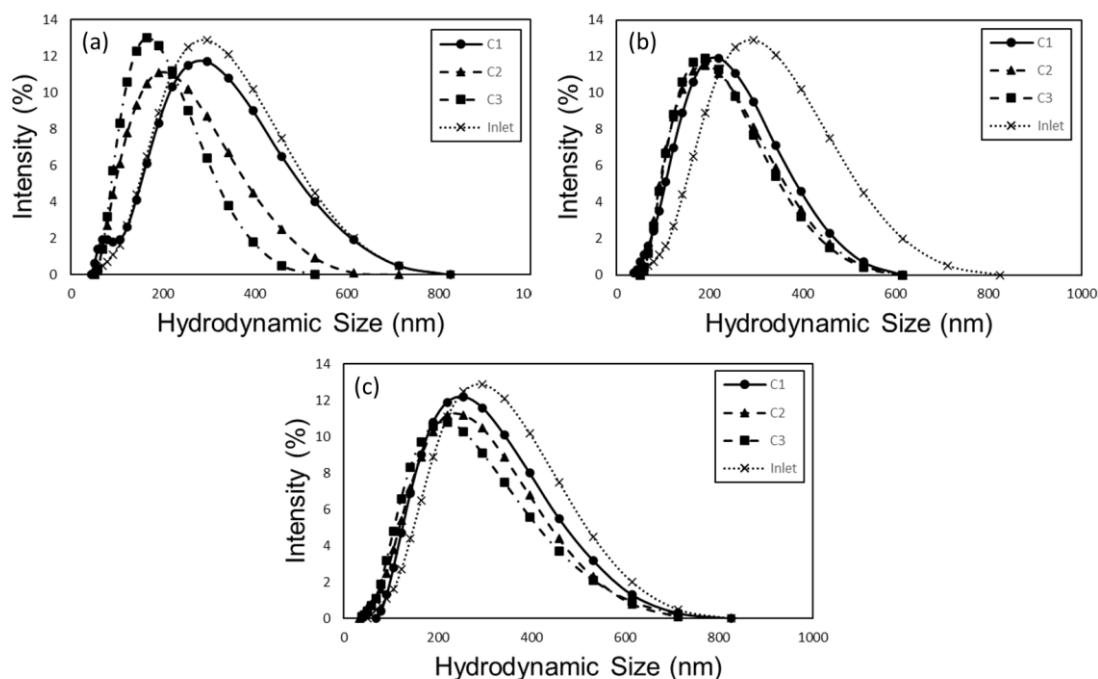 (a)
Intensity (%)
14
12
10
8
6
4
2
0
C1
C2
C3
Inlet
0 200 400 600 800 10
Hydrodynamic Size (nm)
(b)
Intensity (%)
14
12
10
8
6
4
2
0
C1
C2
C3
Inlet
0 200 400 600 800 1000
Hydrodynamic Size (nm)
(c)
Intensity (%)
14
12
10
8
6
4
2
0
C1
C2
C3
Inlet
0 200 400 600 800 1000
Hydrodynamic Size (nm)